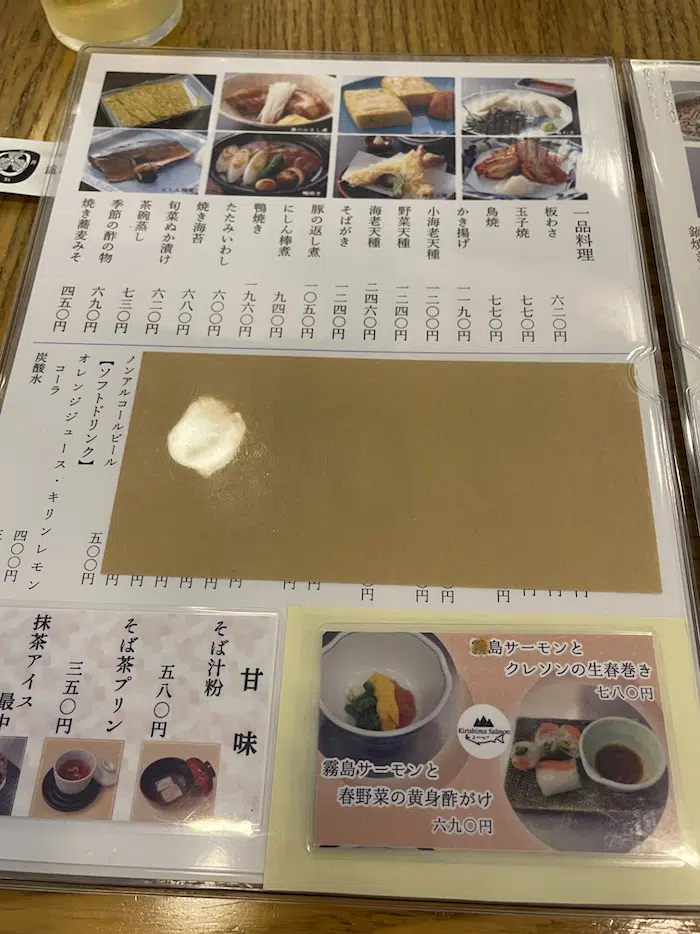 一品料理
板わさ 六二〇円
玉子焼 七七〇円
鳥焼 七七〇円
かき揚げ 一一九〇円
小海老天種 一二〇〇円
野菜天種 一二四〇円
海老天種 二四六〇円
そばがき 一二四〇円
豚の返し煮 一〇五〇円
にしん棒煮 九四〇円
鴨焼き 一九六〇円
たたみいわし 六〇〇円
焼き海苔 六八〇円
旬菜ぬか漬け 六二〇円
茶碗蒸し 七三〇円
季節の酢の物 六九〇円
焼き蕎麦みそ 四五〇円
ノンアルコールビール 五〇〇円
【ソフトドリンク】
オレンジジュース・キリンレモン
コーラ 四〇〇円
炭酸水
甘味
そば汁粉 五八〇円
そば茶プリン 三五〇円
抹茶アイス最中
霧島サーモンと
クレソンの生春巻き
七八〇円
Kirishima Salmon
霧島サーモンと
春野菜の黄身酢がけ
六九〇円